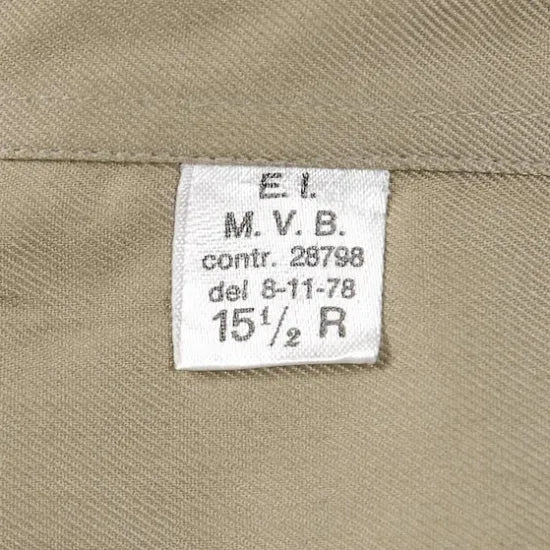 E. I.
M. V. B.
contr. 28798
del 8-11-78
15 1/2 R